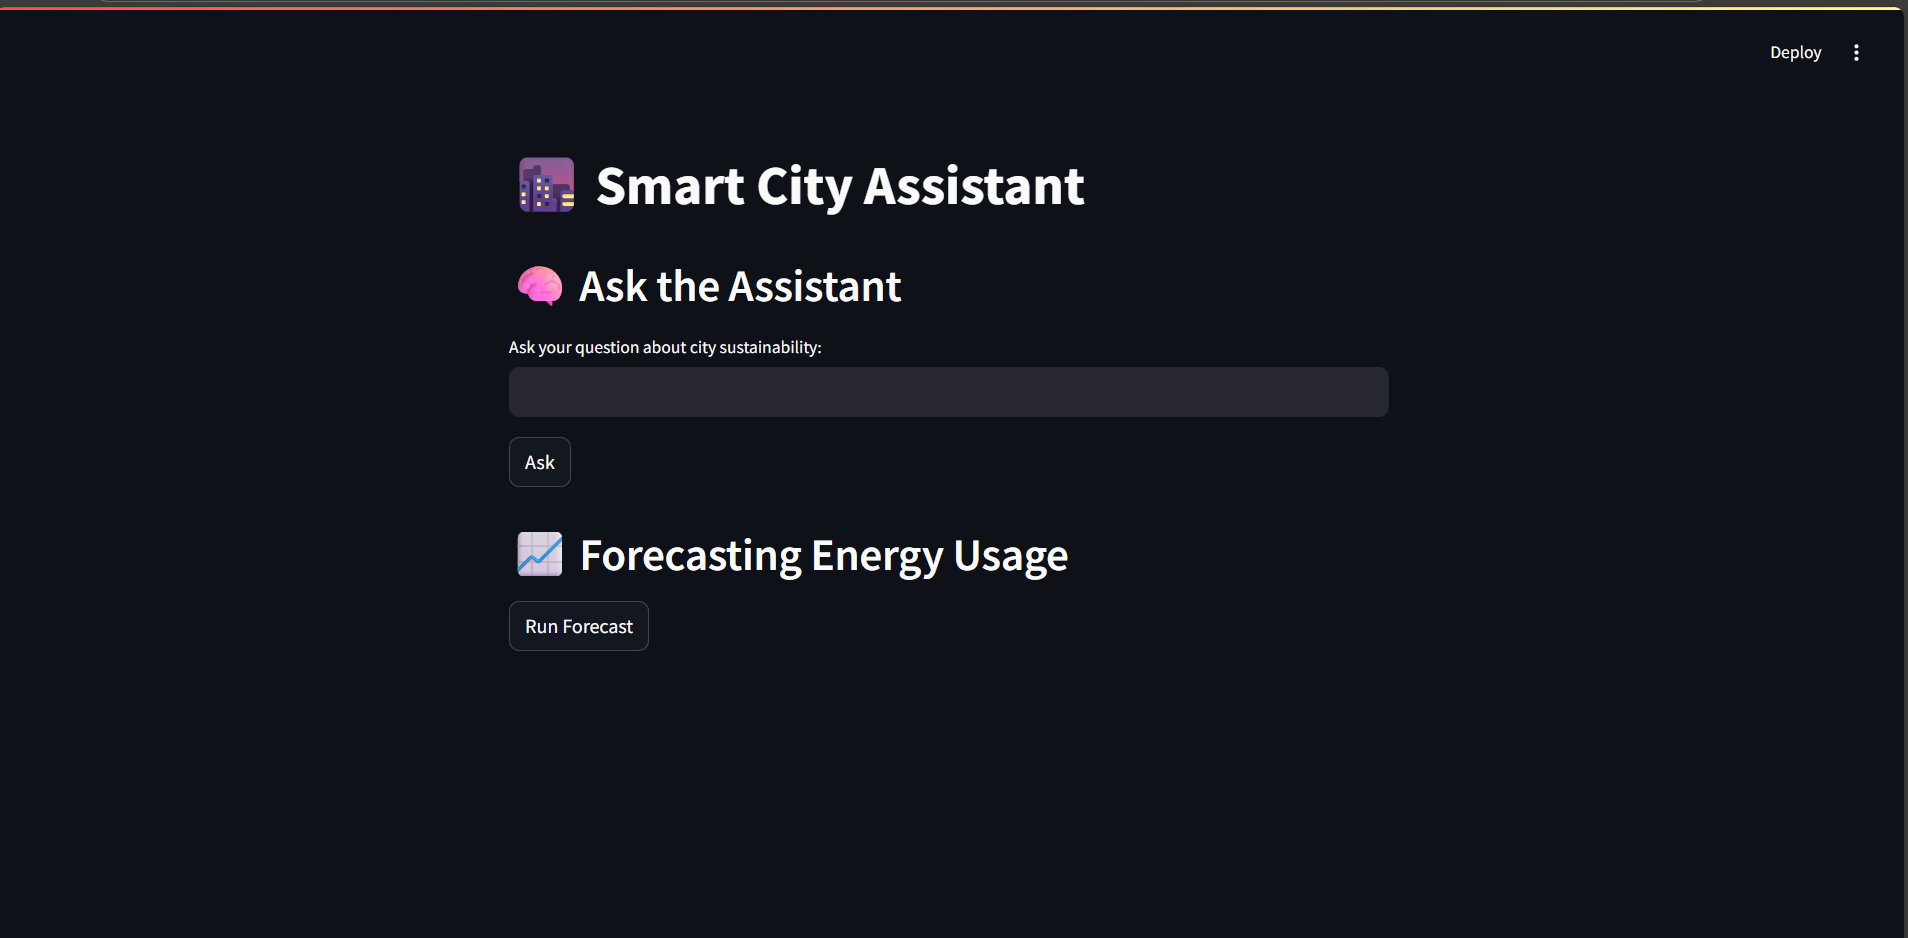 Deploy
Smart City Assistant
Ask the Assistant
Ask your question about city sustainability:
Ask
Forecasting Energy Usage
Run Forecast